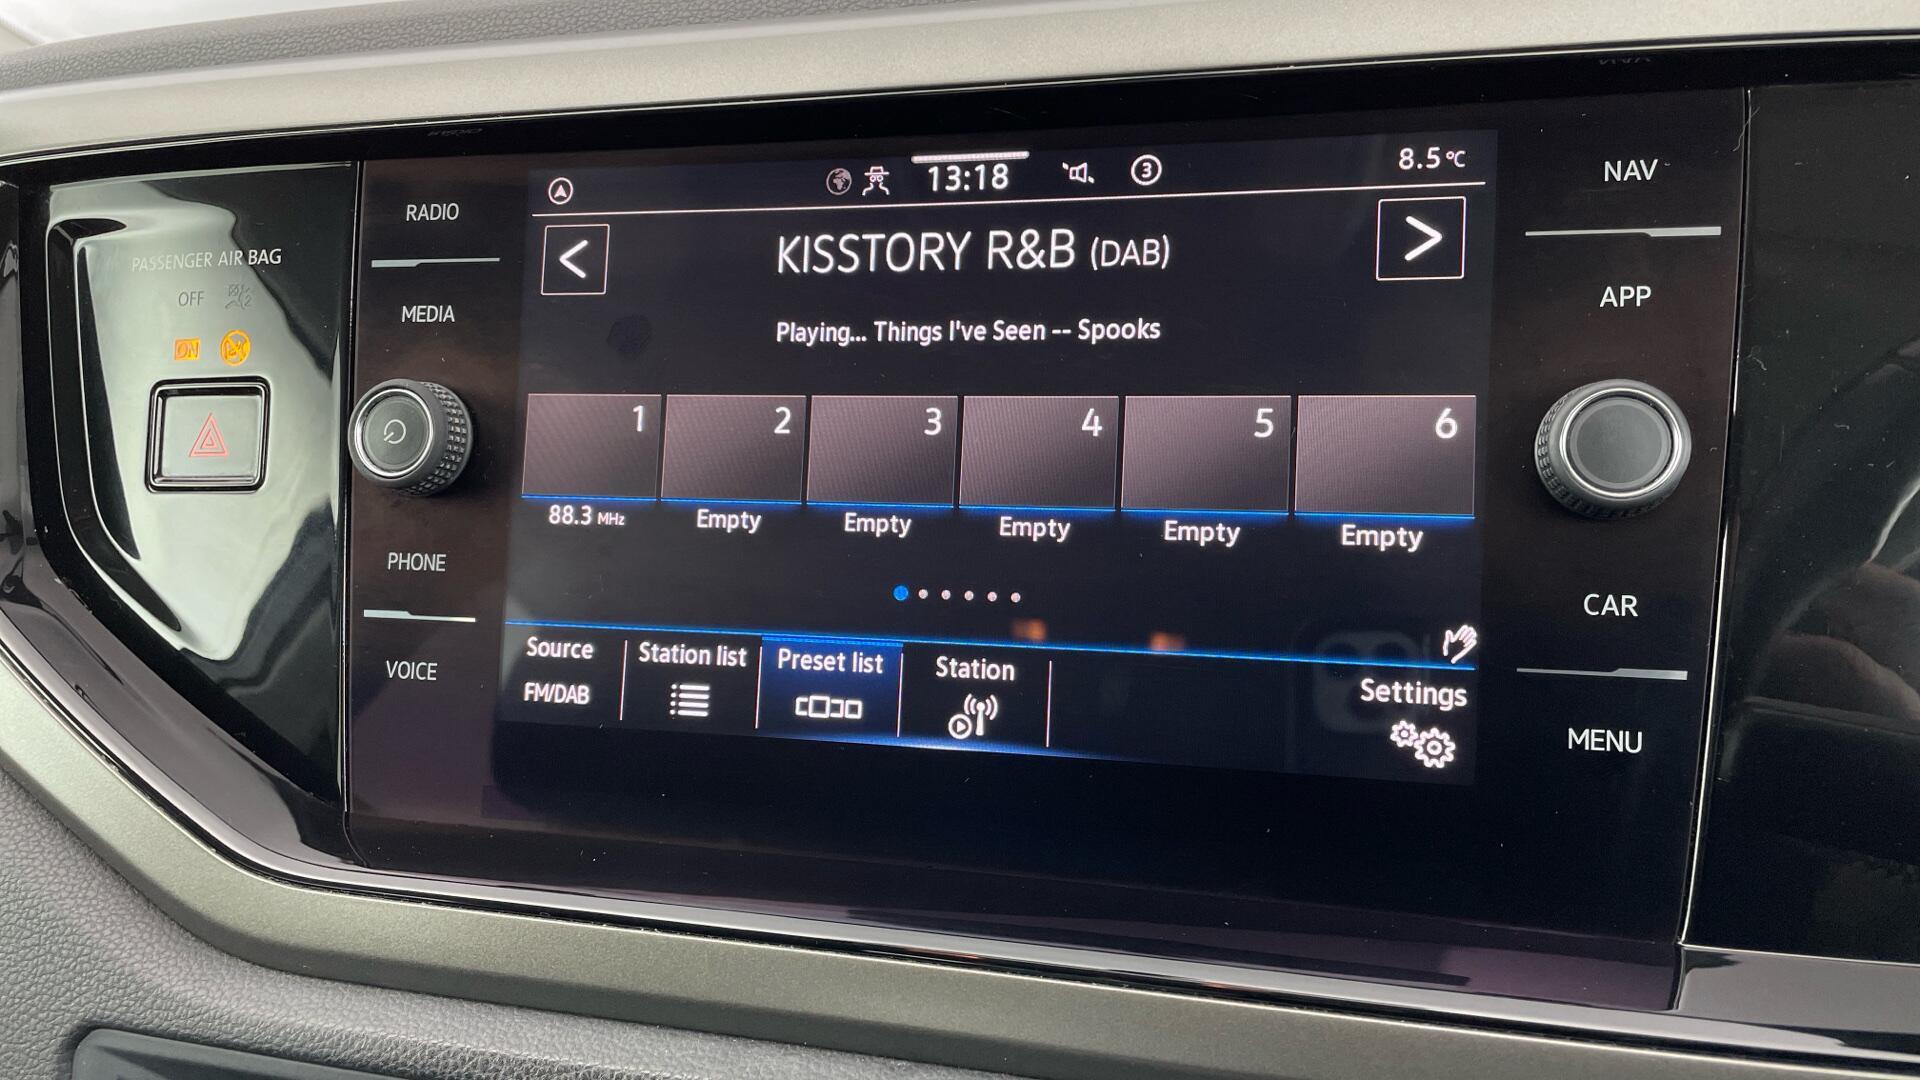 PASSENGER AIR BAG
OFF
ON
RADIO
MEDIA
PHONE
VOICE
13:18
3
8.5°C
< KISSTORY R&B (DAB) >
Playing... Things I've Seen -- Spooks
1 2 3 4 5 6
88.3 MHz Empty Empty Empty Empty Empty
Source Station list Preset list Station Settings
FM/DAB
NAV
APP
CAR
MENU